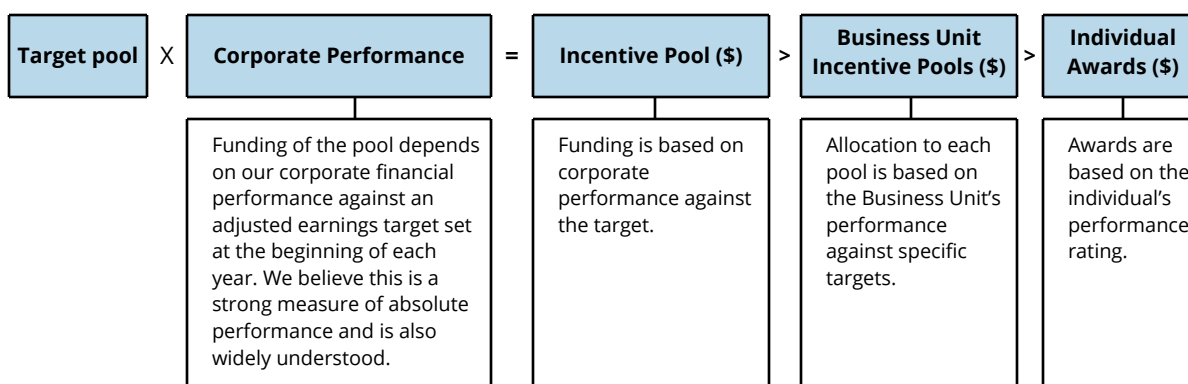 Target pool
X
Corporate Performance
=
Incentive Pool ($)
>
Business Unit
Incentive Pools ($)
>
Individual
Awards ($)
Funding of the pool depends
on our corporate financial
performance against an
adjusted earnings target set
at the beginning of each
year. We believe this is a
strong measure of absolute
performance and is also
widely understood.
Funding is based on
corporate
performance against
the target.
Allocation to each
pool is based on
the Business Unit’s
performance
against specific
targets.
Awards are
based on the
individual’s
performance
rating.